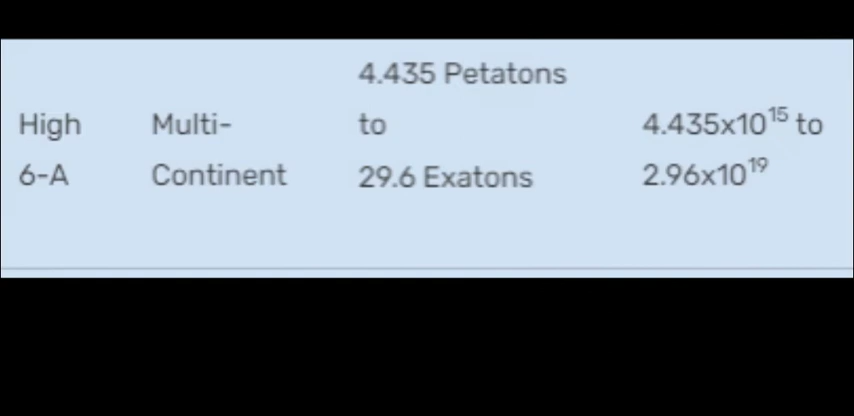 4.435 Petatons
High Multi- to 4.435x10¹⁵ to
6-A Continent 29.6 Exatons 2.96x10¹⁹